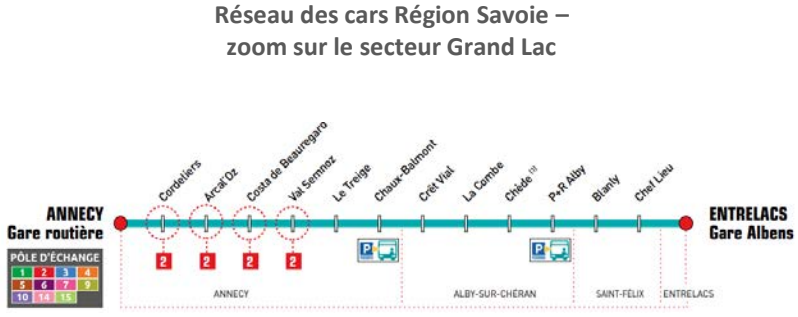 Réseau des cars Région Savoie –
zoom sur le secteur Grand Lac
Cordeliers
Arcal'Oz
Costa de Beauregaro
Val Semnoz
Le Treige
Chaux-Balmont
Crêt Vial
La Combe
Chède (1)
P+R Alby
Blanly
Chef Lieu
ANNECY
Gare routière
ENTRELACS
Gare Albens
PÔLE D'ÉCHANGE
1 2 3 4
5 6 7 9
10 14 15
2 2 2 2
P
P
ANNECY
ALBY-SUR-CHÉRAN
SAINT-FÉLIX
ENTRELACS